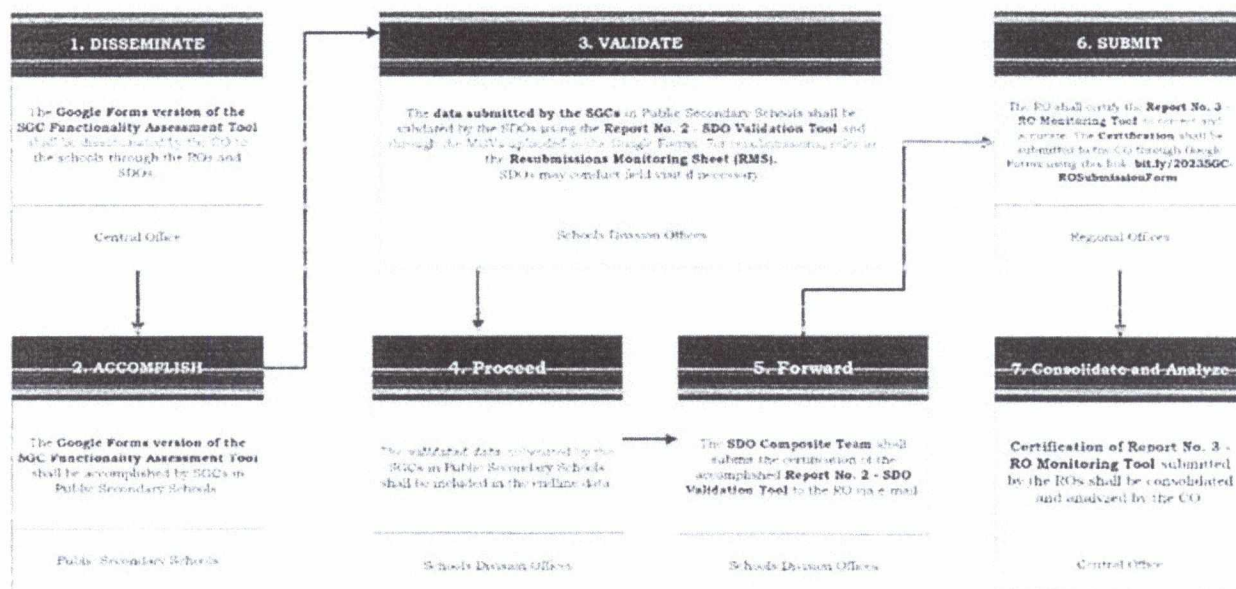 1. DISSEMINATE
The Google Forms version of the
SGC Functionality Assessment Tool
shall be disseminated by the CO to
the schools through the ROs and
SDOs.
Central Office
2. ACCOMPLISH
The Google Forms version of the
SGC Functionality Assessment Tool
shall be accomplished by SGCs in
Public Secondary Schools
Public Secondary Schools
3. VALIDATE
The data submitted by the SGCs in Public Secondary Schools shall be
validated by the SDOs using the Report No. 2 - SDO Validation Tool and
through the MOVs uploaded in the Google Forms. For resubmissions, refer to
the Resubmissions Monitoring Sheet (RMS).
SDOs may conduct field visit if necessary.
Schools Division Offices
4. Proceed
The validated data submitted by the
SGCs in Public Secondary Schools
shall be included in the endline data
Schools Division Offices
5. Forward
The SDO Composite Team shall
submit the certification of the
accomplished Report No. 2 - SDO
Validation Tool to the RO via e-mail
Schools Division Offices
6. SUBMIT
The RO shall certify the Report No. 3 -
RO Monitoring Tool as correct and
accurate. The Certification shall be
submitted to the CO through Google
Forms using this link: bit.ly/2023SGC-
ROSubmissionForm
Regional Offices
7. Consolidate and Analyze
Certification of Report No. 3 -
RO Monitoring Tool submitted
by the ROs shall be consolidated
and analyzed by the CO
Central Office